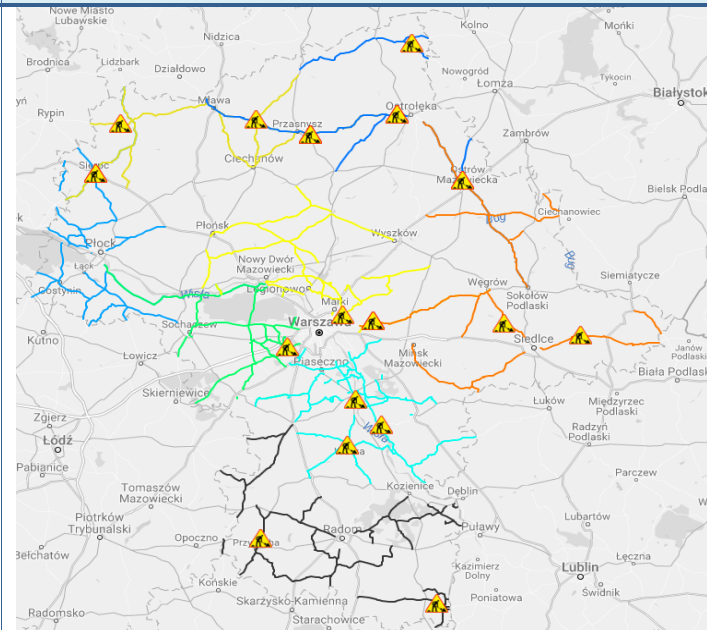 Nowe Miasto
Lubawskie
Kolno
Mońki
Nidzica
Brodnica
Lidzbark
Działdowo
Nowogród
Łomża
Tykocin
Białystok
Mława
Ostrołęka
Rypin
Przasnysz
Zambrów
Ciechanów
Sierpc
Ostrów
Mazowiecka
Bielsk Podla
Ciechanowiec
Płońsk
Wyszków
Bug
Płock
Bug
Nowy Dwór
Mazowiecki
Łąck
Siemiatycze
Węgrów
Gostynin
Wisła
Legionowo
Sokołów
Podlaski
Marki
Sochaczew
Warszawa
Kutno
Siedlce
Janów
Podlaski
Łowicz
Piaseczno
Mińsk
Mazowiecki
Biała Podlask
Skierniewice
Łuków
Międzyrzec
Podlaski
Zgierz
Radzyń
Podlaski
Wisła
Łódź
Pabianice
Parczew
Kozienice
Dęblin
Tomaszów
Mazowiecki
Lubartów
Piotrków
Trybunalski
Radom
Puławy
Opoczno
Bełchatów
Łęczna
Kazimierz
Dolny
Lublin
Końskie
Świdnik
Poniatowa
Skarżysko-Kamienna
Radomsko
Starachowice